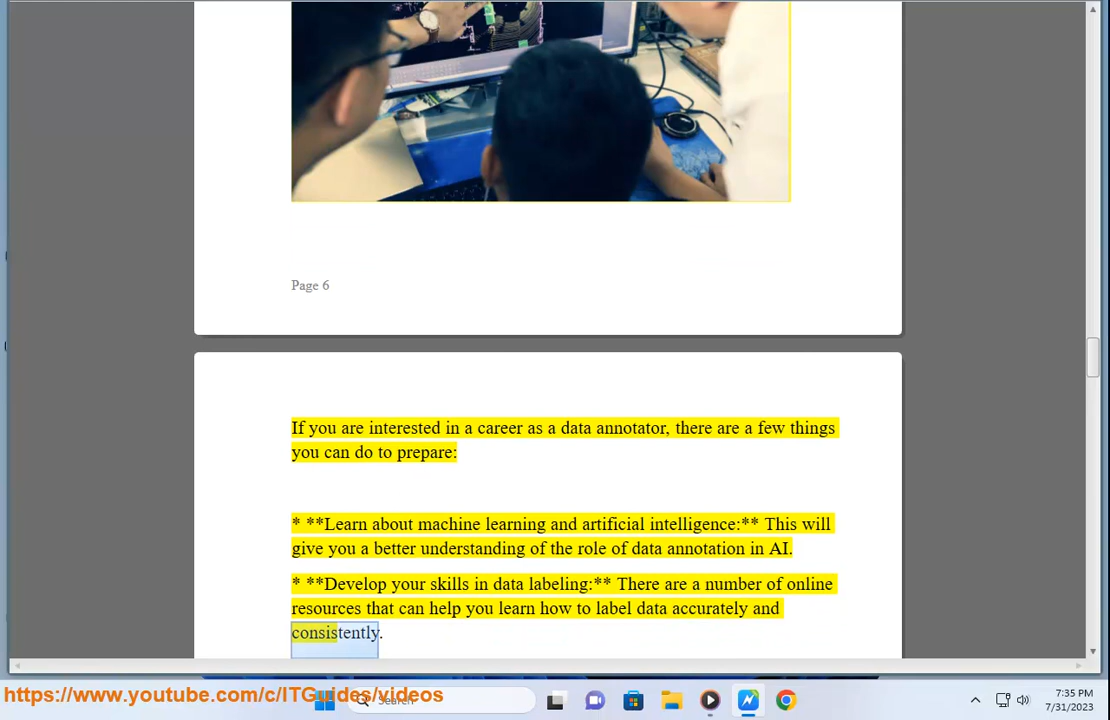 Page 6
If you are interested in a career as a data annotator, there are a few things
you can do to prepare:
* **Learn about machine learning and artificial intelligence:** This will
give you a better understanding of the role of data annotation in AI.
* **Develop your skills in data labeling:** There are a number of online
resources that can help you learn how to label data accurately and
consistently.
https://www.youtube.com/c/ITGuides/videos
Search
7:35 PM
7/31/2023